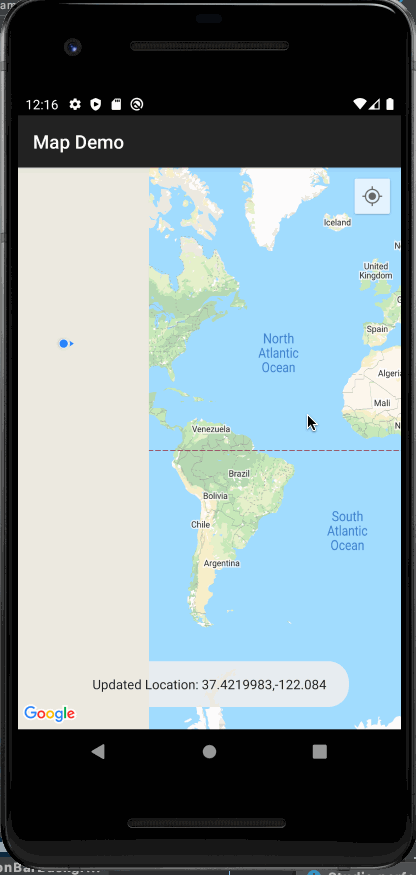 12:16
Map Demo
Iceland
United
Kingdom
North
Atlantic
Ocean
Spain
Algeria
Mali
Venezuela
Brazil
Bolivia
South
Atlantic
Ocean
Chile
Argentina
Updated Location: 37.4219983,-122.084
Google